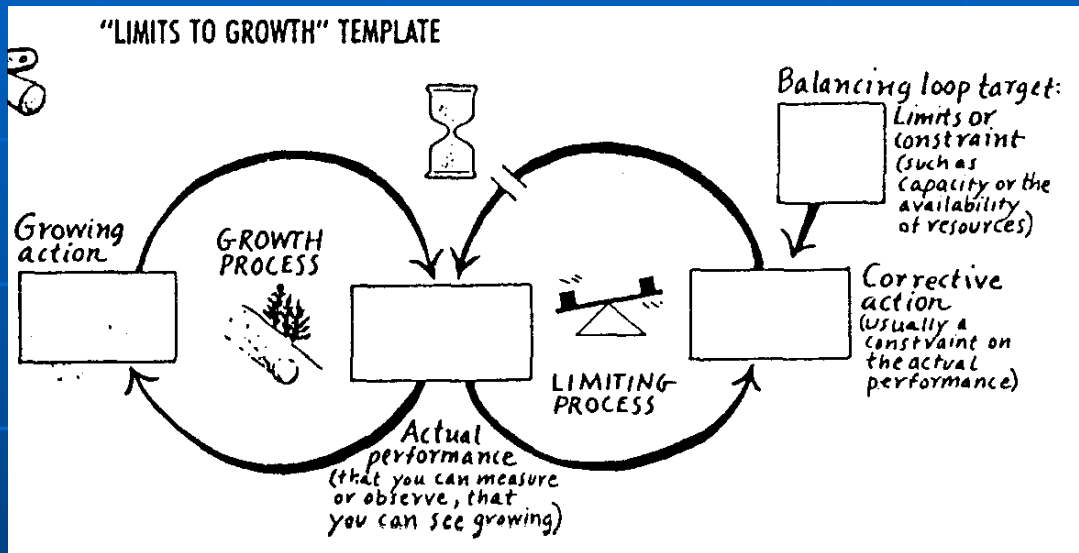 "LIMITS TO GROWTH" TEMPLATE
Balancing loop target:
Limits or
constraint
(such as
capacity or the
availability
of resources)
Growing
action
GROWTH
PROCESS
Corrective
action
(usually a
constraint on
the actual
performance)
LIMITING
PROCESS
Actual
performance
(that you can measure
or observe, that
you can see growing)